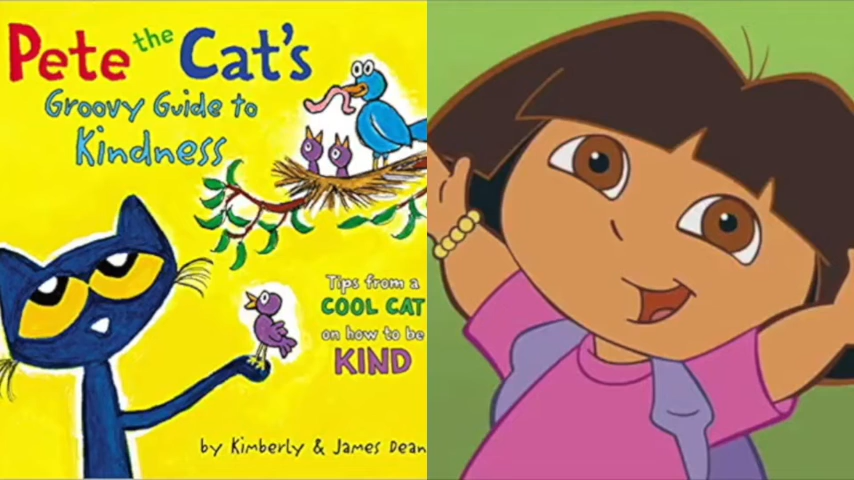 Pete the Cat's
Groovy Guide to
Kindness
Tips from a
COOL CAT
on how to be
KIND
by Kimberly & James Dean